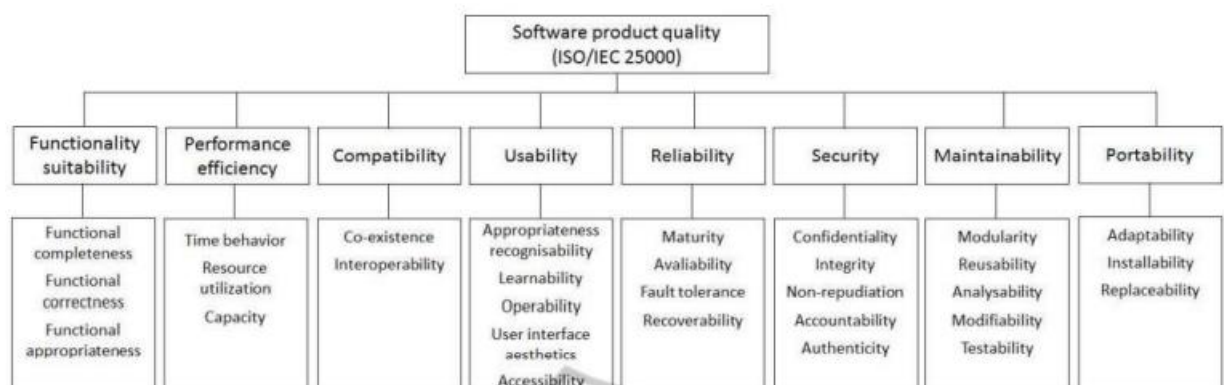 Software product quality
(ISO/IEC 25000)
Functionality
suitability
Performance
efficiency
Compatibility
Usability
Reliability
Security
Maintainability
Portability
Functional
completeness
Functional
correctness
Functional
appropriateness
Time behavior
Resource
utilization
Capacity
Co-existence
Interoperability
Appropriateness
recognisability
Learnability
Operability
User interface
aesthetics
Accessibility
Maturity
Avaliability
Fault tolerance
Recoverability
Confidentiality
Integrity
Non-repudiation
Accountability
Authenticity
Modularity
Reusability
Analysability
Modifiability
Testability
Adaptability
Installability
Replaceability